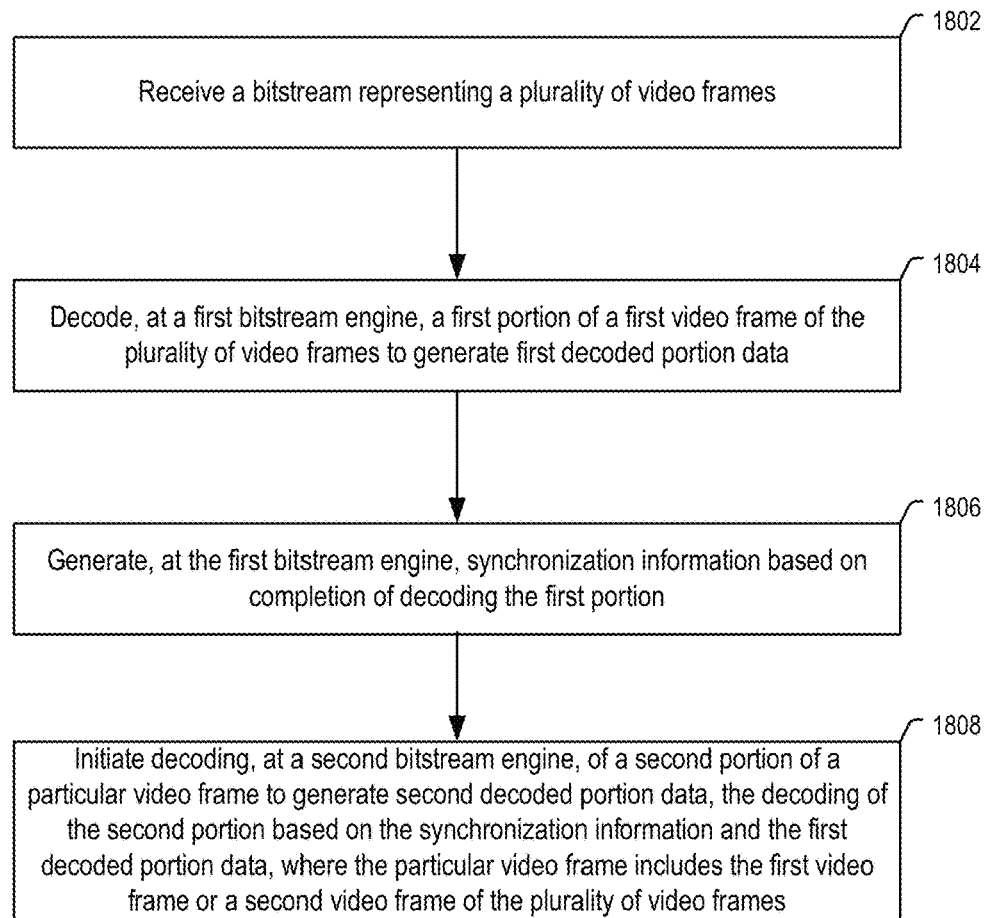 1802
Receive a bitstream representing a plurality of video frames
1804
Decode, at a first bitstream engine, a first portion of a first video frame of the
plurality of video frames to generate first decoded portion data
1806
Generate, at the first bitstream engine, synchronization information based on
completion of decoding the first portion
1808
Initiate decoding, at a second bitstream engine, of a second portion of a
particular video frame to generate second decoded portion data, the decoding of
the second portion based on the synchronization information and the first
decoded portion data, where the particular video frame includes the first video
frame or a second video frame of the plurality of video frames